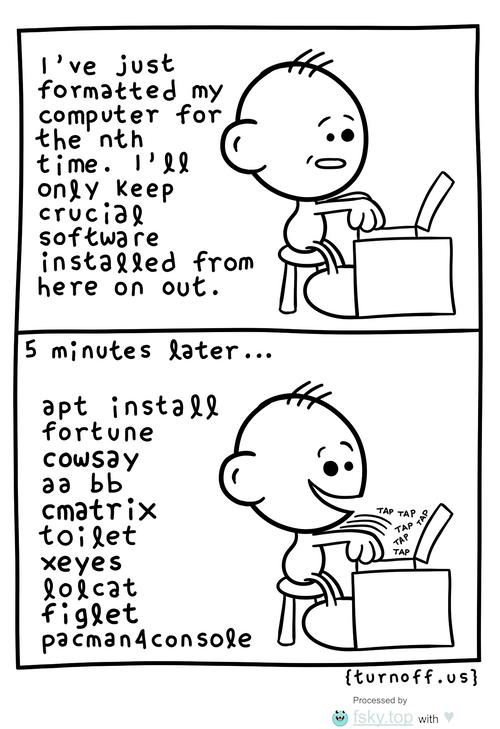 I've just
formatted my
computer for
the nth
time. I'll
only keep
crucial
software
installed from
here on out.
5 minutes later...
apt install
fortune
cowsay
aa bb
cmatrix
toilet
xeyes
lolcat
figlet
pacman4console
TAP TAP
TAP TAP
TAP
TAP
{turnoff.us}
Processed by
fsky.top with ♥